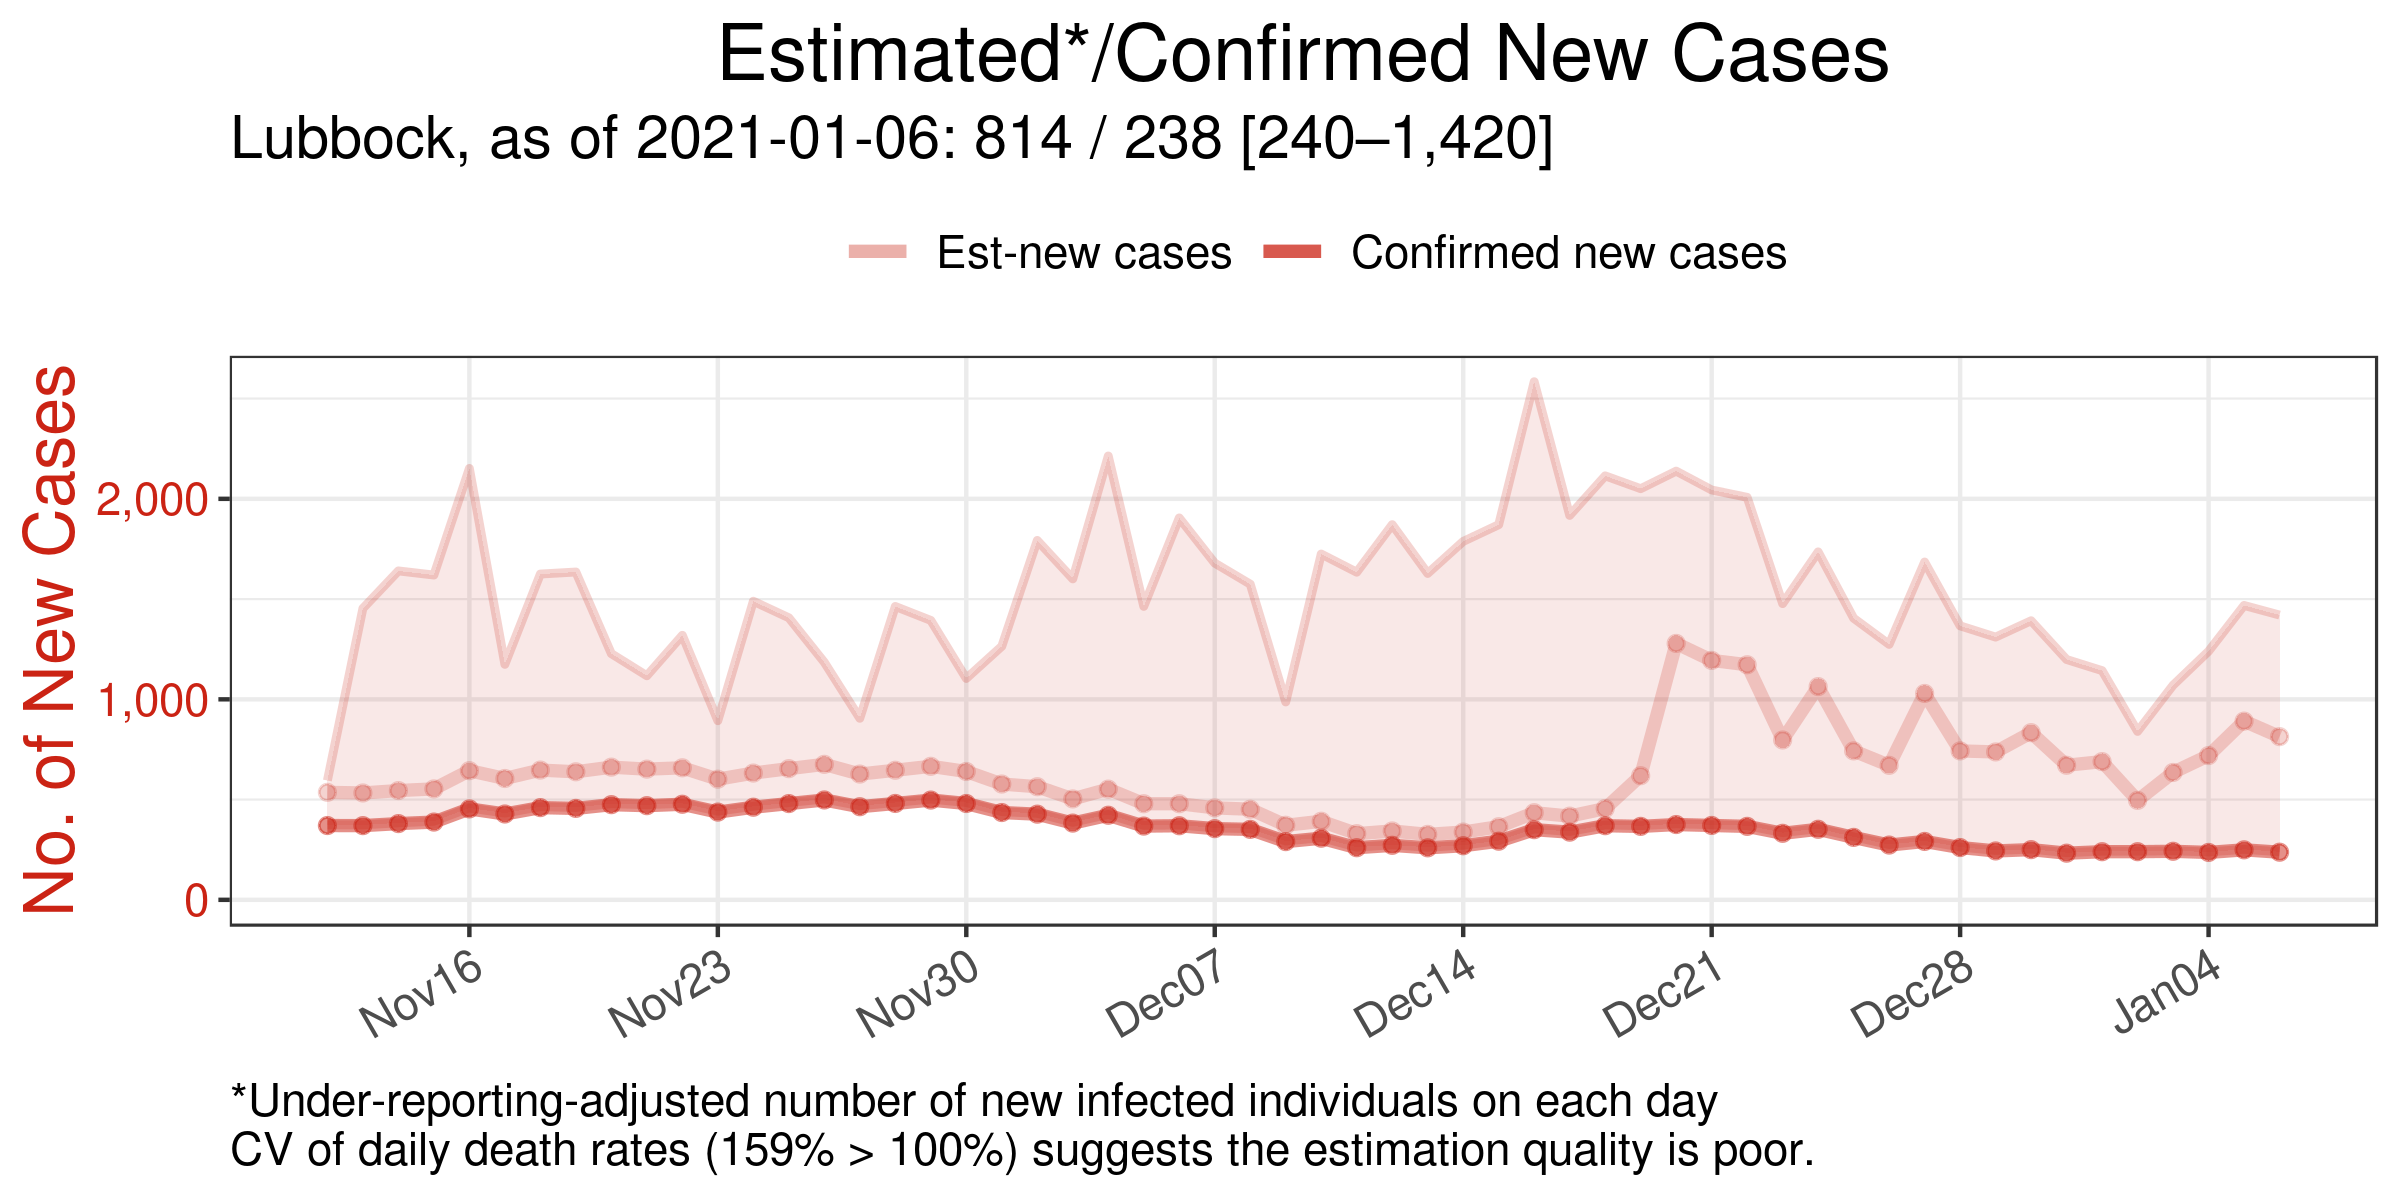 Estimated*/Confirmed New Cases
Lubbock, as of 2021-01-06: 814 / 238 [240–1,420]
Est-new cases
Confirmed new cases
No. of New Cases
2,000
1,000
0
Nov16
Nov23
Nov30
Dec07
Dec14
Dec21
Dec28
Jan04
*Under-reporting-adjusted number of new infected individuals on each day
CV of daily death rates (159% > 100%) suggests the estimation quality is poor.